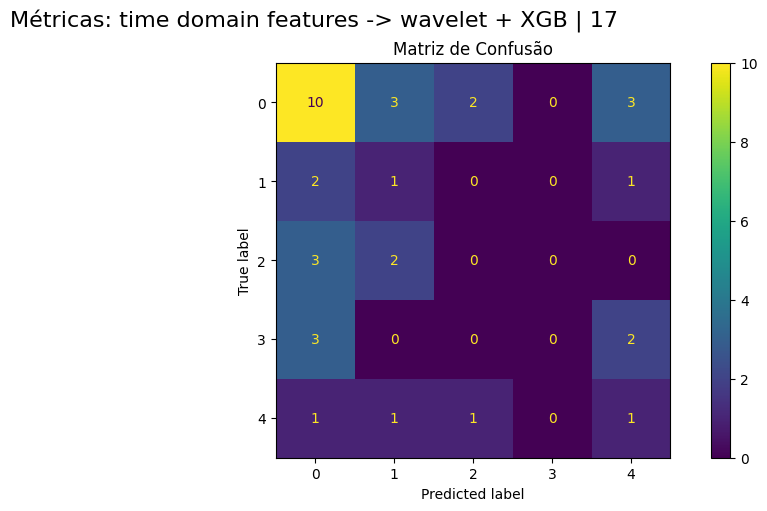 Métricas: time domain features -> wavelet + XGB | 17
Matriz de Confusão
10
0 10 3 2 0 3
8
1 2 1 0 0 1
6
True label
2 3 2 0 0 0
4
3 3 0 0 0 2
2
4 1 1 1 0 1
0
0 1 2 3 4
Predicted label